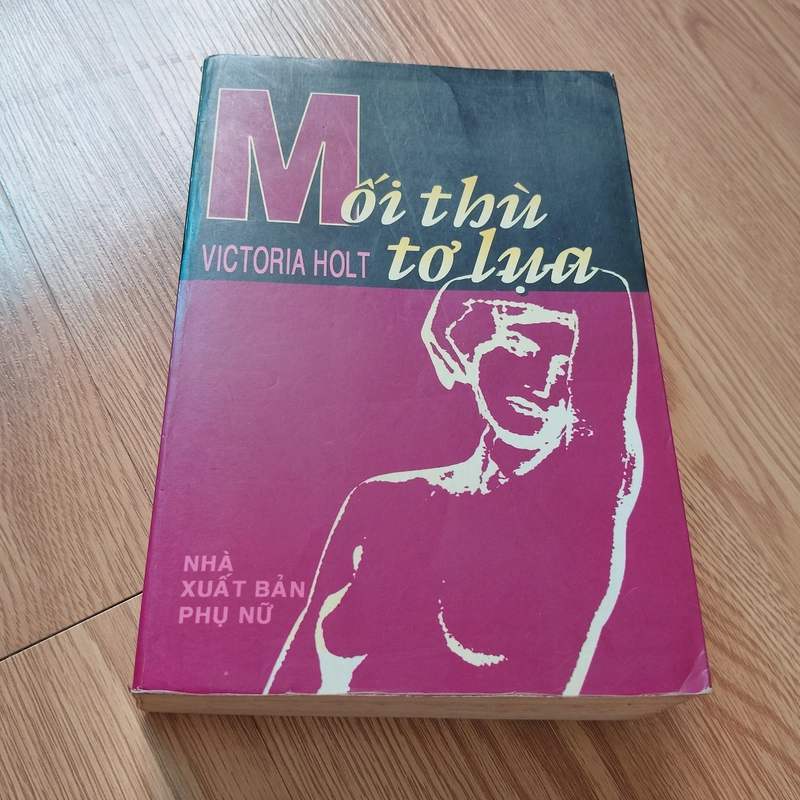 Mối thù
VICTORIA HOLT
tơ lụa
NHÀ
XUẤT BẢN
PHỤ NỮ